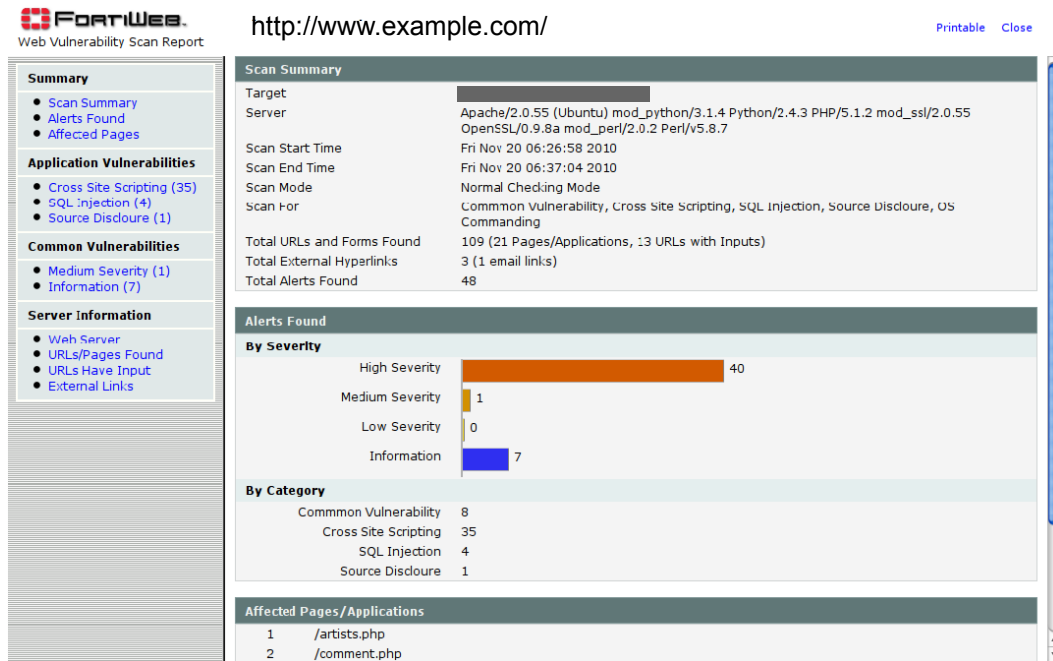 FORTIWEB.
Web Vulnerability Scan Report
http://www.example.com/
Printable Close
Summary
Scan Summary
Alerts Found
Affected Pages
Application Vulnerabilities
Cross Site Scripting (35)
SQL Injection (4)
Source Discloure (1)
Common Vulnerabilities
Medium Severity (1)
Information (7)
Server Information
Web Server
URLs/Pages Found
URLs Have Input
External Links
Scan Summary
Target
Server Apache/2.0.55 (Ubuntu) mod_python/3.1.4 Python/2.4.3 PHP/5.1.2 mod_ssl/2.0.55
OpenSSL/0.9.8a mod_perl/2.0.2 Perl/v5.8.7
Scan Start Time Fri Nov 20 06:26:58 2010
Scan End Time Fri Nov 20 06:37:04 2010
Scan Mode Normal Checking Mode
Scan For Commmon Vulnerability, Cross Site Scripting, SQL Injection, Source Discloure, OS
Commanding
Total URLs and Forms Found 109 (21 Pages/Applications, 13 URLs with Inputs)
Total External Hyperlinks 3 (1 email links)
Total Alerts Found 48
Alerts Found
By Severity
High Severity 40
Medium Severity 1
Low Severity 0
Information 7
By Category
Commmon Vulnerability 8
Cross Site Scripting 35
SQL Injection 4
Source Discloure 1
Affected Pages/Applications
1 /artists.php
2 /comment.php